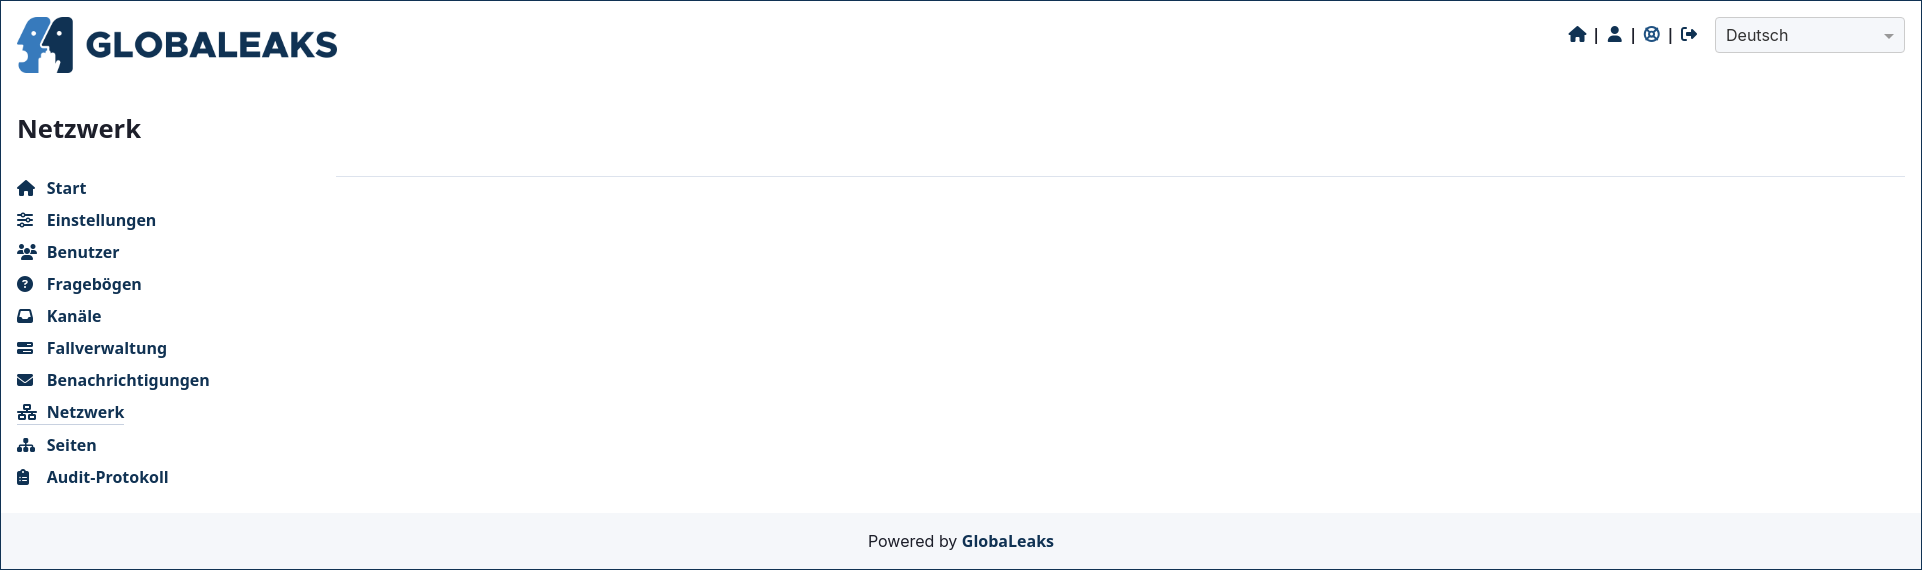 GLOBALEAKS
| | |
Deutsch
Netzwerk
Start
Einstellungen
Benutzer
Fragebögen
Kanäle
Fallverwaltung
Benachrichtigungen
Netzwerk
Seiten
Audit-Protokoll
Powered by GlobaLeaks